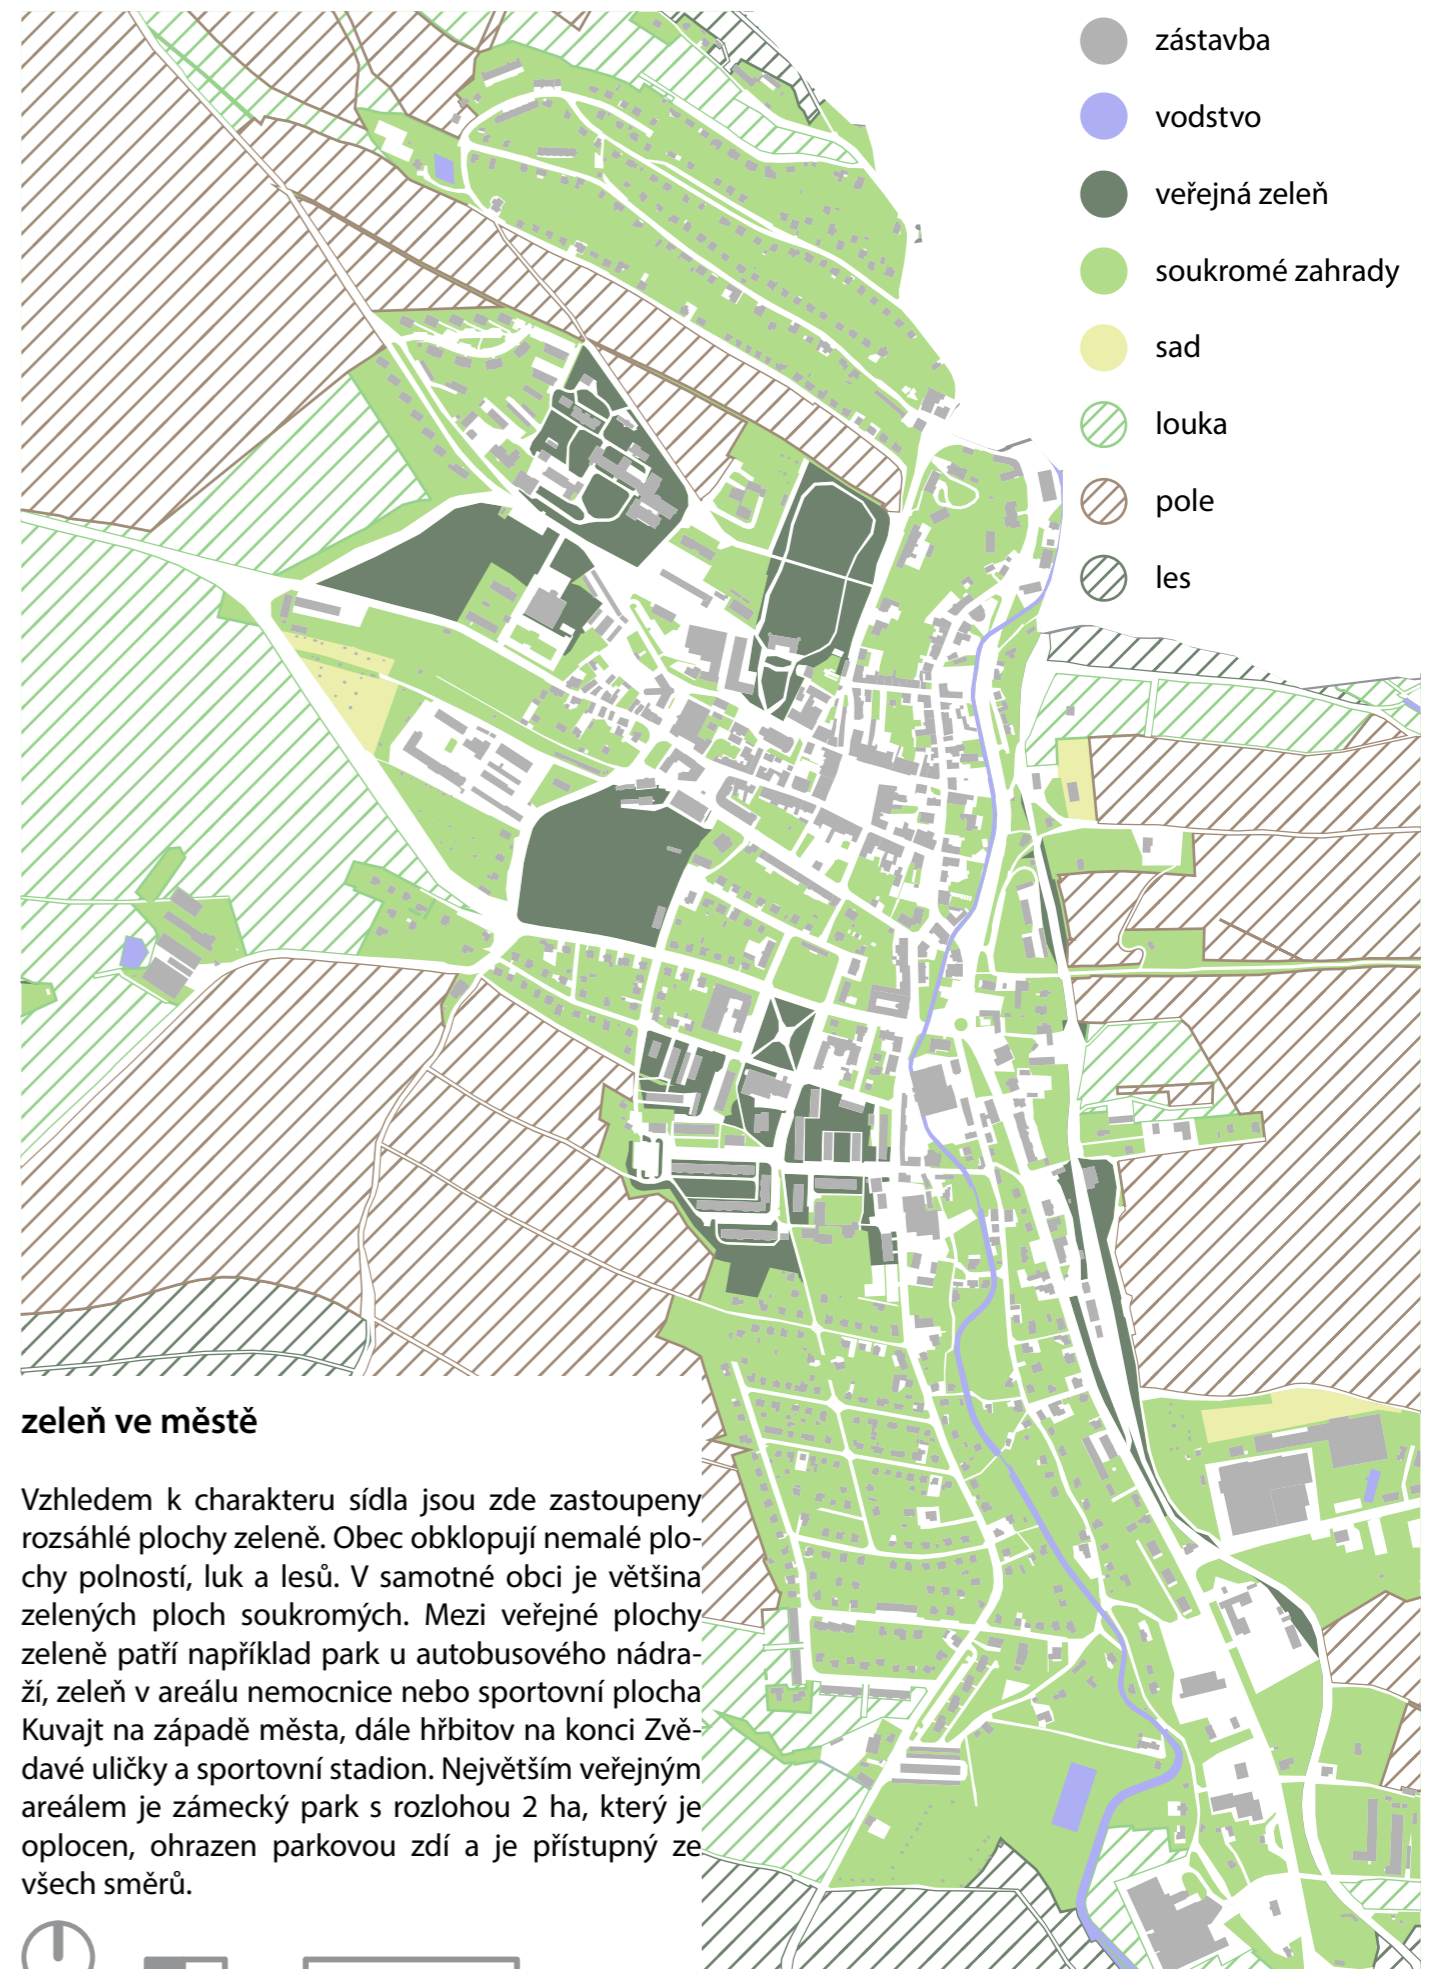 zástavba
vodstvo
veřejná zeleň
soukromé zahrady
sad
louka
pole
les
zeleň ve městě
Vzhledem k charakteru sídla jsou zde zastoupeny
rozsáhlé plochy zeleně. Obec obklopují nemalé plo-
chy polností, luk a lesů. V samotné obci je většina
zelených ploch soukromých. Mezi veřejné plochy
zeleně patří například park u autobusového nádra-
ží, zeleň v areálu nemocnice nebo sportovní plocha
Kuvajt na západě města, dále hřbitov na konci Zvě-
davé uličky a sportovní stadion. Největším veřejným
areálem je zámecký park s rozlohou 2 ha, který je
oplocen, ohrazen parkovou zdí a je přístupný ze
všech směrů.